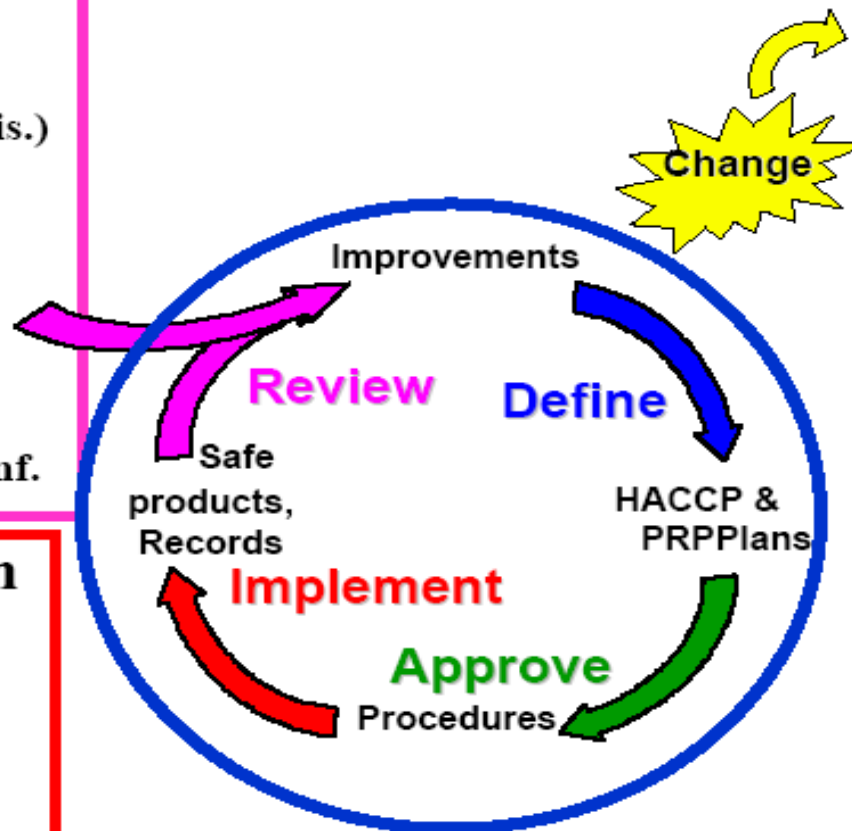 is.)
Change
Improvements
Review
Define
nf.
Safe
products,
Records
HACCP &
PRPPlans
n
Implement
Approve
Procedures